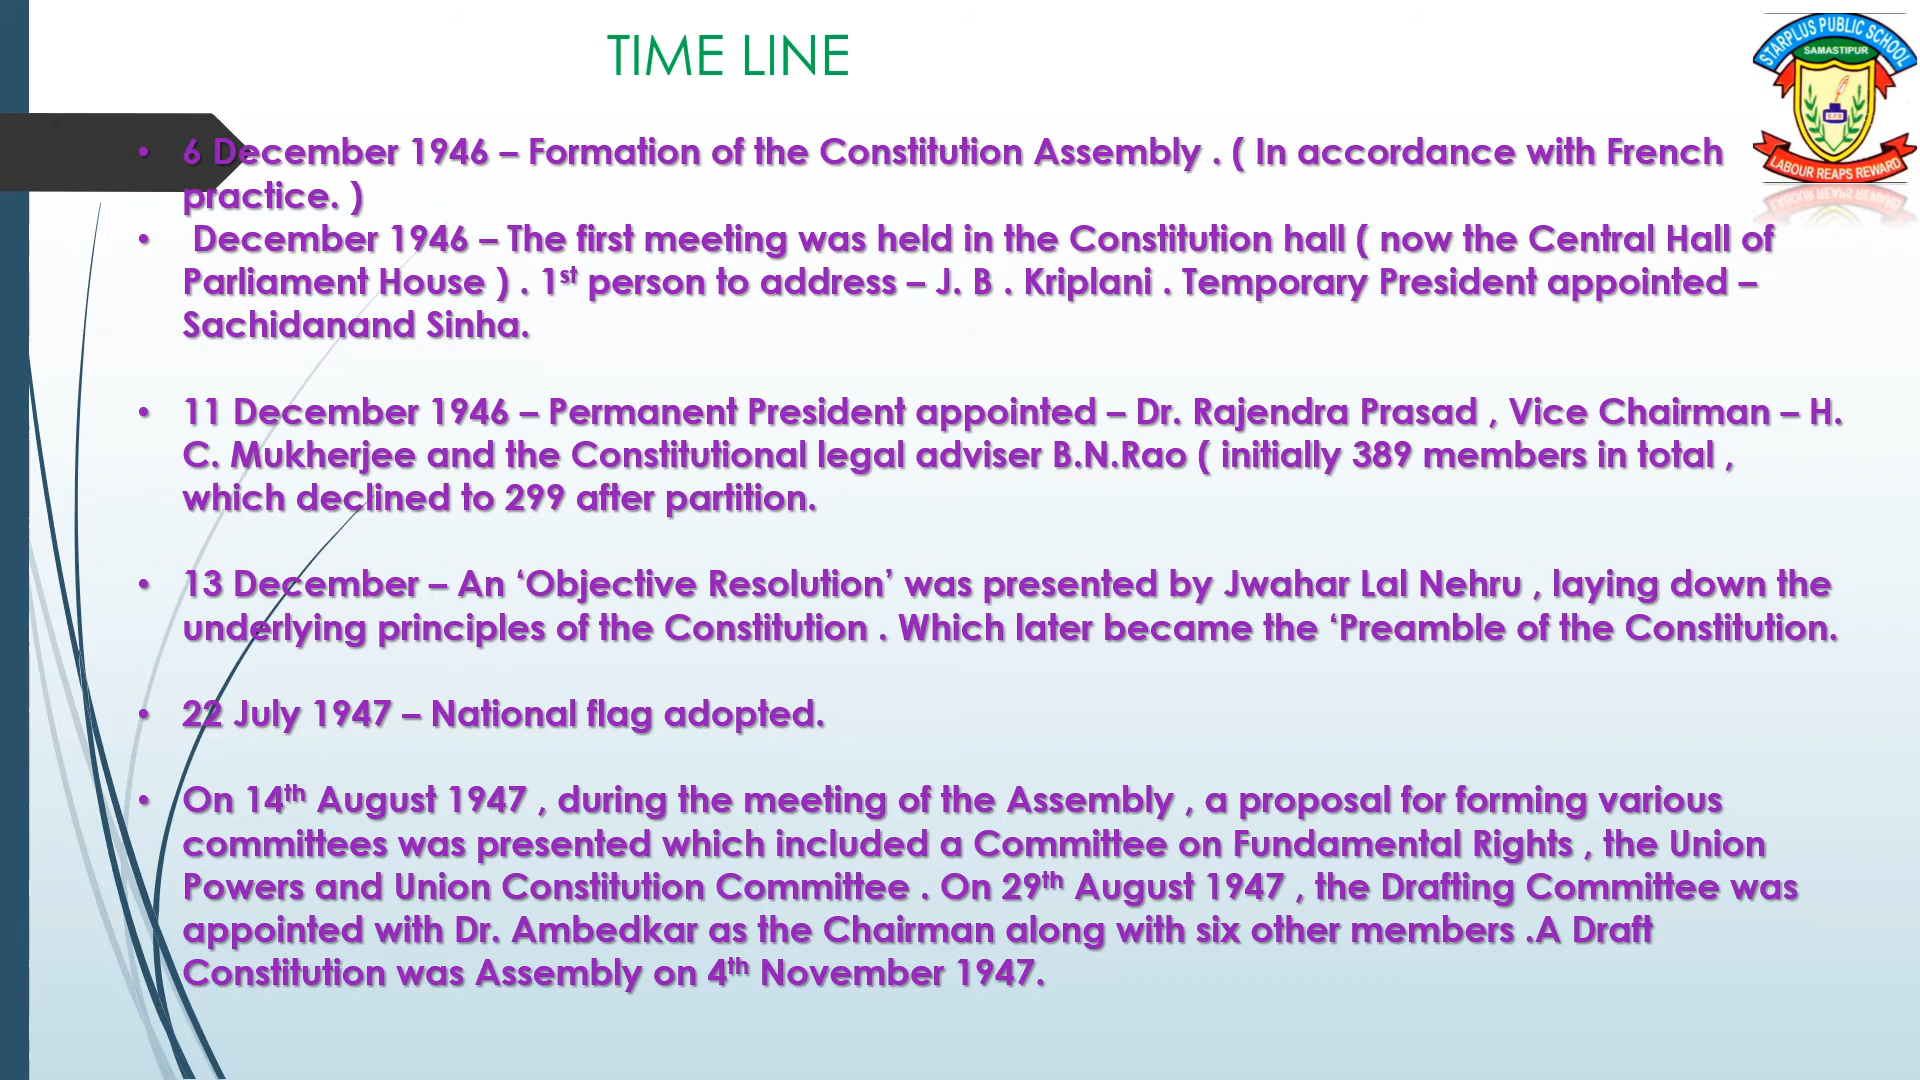 TIME LINE
STARPLUS PUBLIC SCHOOL
SAMASTIPUR
LABOUR REAPS REWARD
• 6 December 1946 – Formation of the Constitution Assembly . ( In accordance with French
practice. )
• December 1946 – The first meeting was held in the Constitution hall ( now the Central Hall of
Parliament House ) . 1st person to address – J. B . Kriplani . Temporary President appointed –
Sachidanand Sinha.
• 11 December 1946 – Permanent President appointed – Dr. Rajendra Prasad , Vice Chairman – H.
C. Mukherjee and the Constitutional legal adviser B.N.Rao ( initially 389 members in total ,
which declined to 299 after partition.
• 13 December – An ‘Objective Resolution’ was presented by Jwahar Lal Nehru , laying down the
underlying principles of the Constitution . Which later became the ‘Preamble of the Constitution.
• 22 July 1947 – National flag adopted.
• On 14th August 1947 , during the meeting of the Assembly , a proposal for forming various
committees was presented which included a Committee on Fundamental Rights , the Union
Powers and Union Constitution Committee . On 29th August 1947 , the Drafting Committee was
appointed with Dr. Ambedkar as the Chairman along with six other members .A Draft
Constitution was Assembly on 4th November 1947.